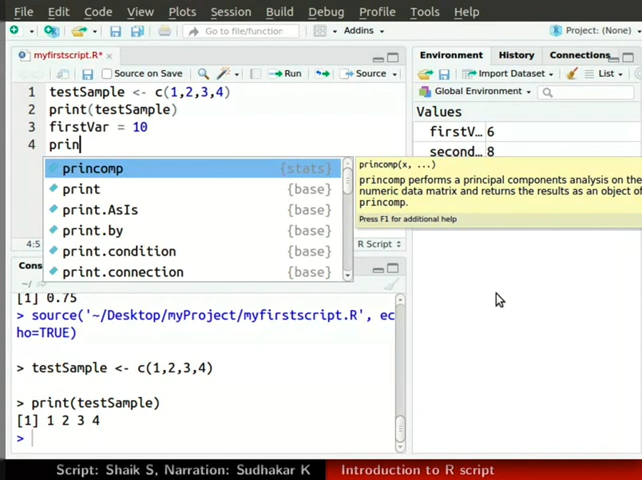 File Edit Code View Plots Session Build Debug Profile Tools Help
Go to file/function Addins Project: (None)
myfirstscript.R* ×
Source on Save Run Source
1 testSample <- c(1,2,3,4)
2 print(testSample)
3 firstVar = 10
4 prin
princomp {stats}
print {base}
print.AsIs {base}
print.by {base}
print.condition {base}
print.connection {base}
princomp(x, ...)
princomp performs a principal components analysis on the
numeric data matrix and returns the results as an object of
princomp.
Press F1 for additional help
4:5 R Script
Environment History Connections
Import Dataset List
Global Environment
Values
firstV… 6
second 8
Cons
~/
[1] 0.75
> source('~/Desktop/myProject/myfirstscript.R', ec
ho=TRUE)
> testSample <- c(1,2,3,4)
> print(testSample)
[1] 1 2 3 4
>
Script: Shaik S, Narration: Sudhakar K Introduction to R script